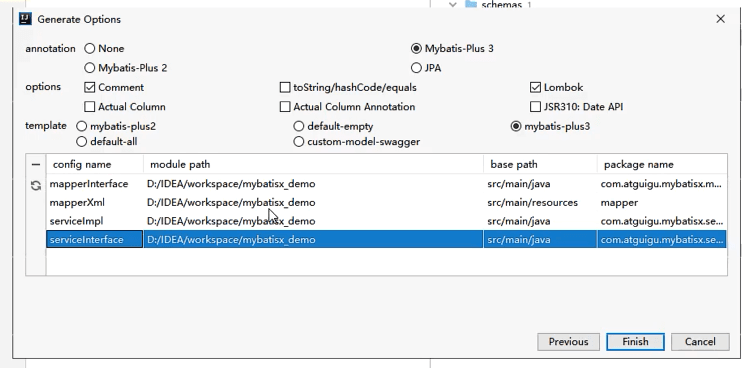 schemas 1
Generate Options
annotation None Mybatis-Plus 3
Mybatis-Plus 2 JPA
options Comment toString/hashCode/equals Lombok
Actual Column Actual Column Annotation JSR310: Date API
template mybatis-plus2 default-empty mybatis-plus3
default-all custom-model-swagger
config name module path base path package name
mapperInterface D:/IDEA/workspace/mybatisx_demo src/main/java com.atguigu.mybatisx.m...
mapperXml D:/IDEA/workspace/mybatisx_demo src/main/resources mapper
serviceImpl D:/IDEA/workspace/mybatisx_demo src/main/java com.atguigu.mybatisx.se...
serviceInterface D:/IDEA/workspace/mybatisx_demo src/main/java com.atguigu.mybatisx.se...
Previous Finish Cancel